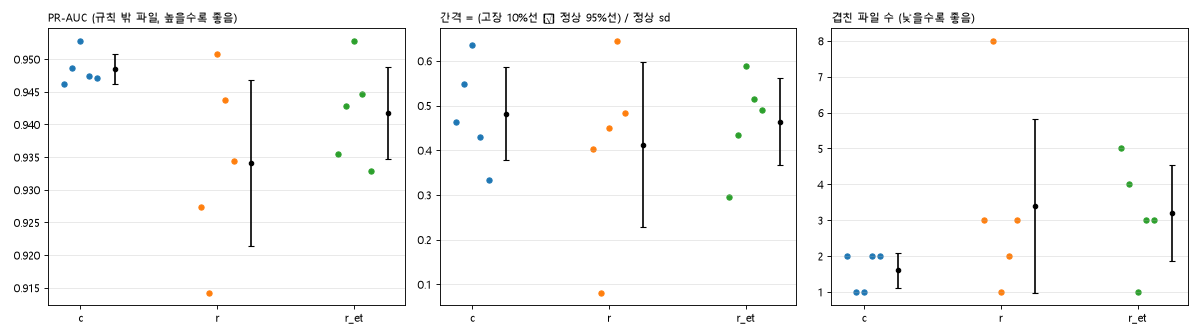 PR-AUC (규칙 밖 파일, 높을수록 좋음)
0.950
0.945
0.940
0.935
0.930
0.925
0.920
0.915
c
r
r_et
간격 = (고장 10%선 정상 95%선) / 정상 sd
0.6
0.5
0.4
0.3
0.2
0.1
c
r
r_et
겹친 파일 수 (낮을수록 좋음)
8
7
6
5
4
3
2
1
c
r
r_et